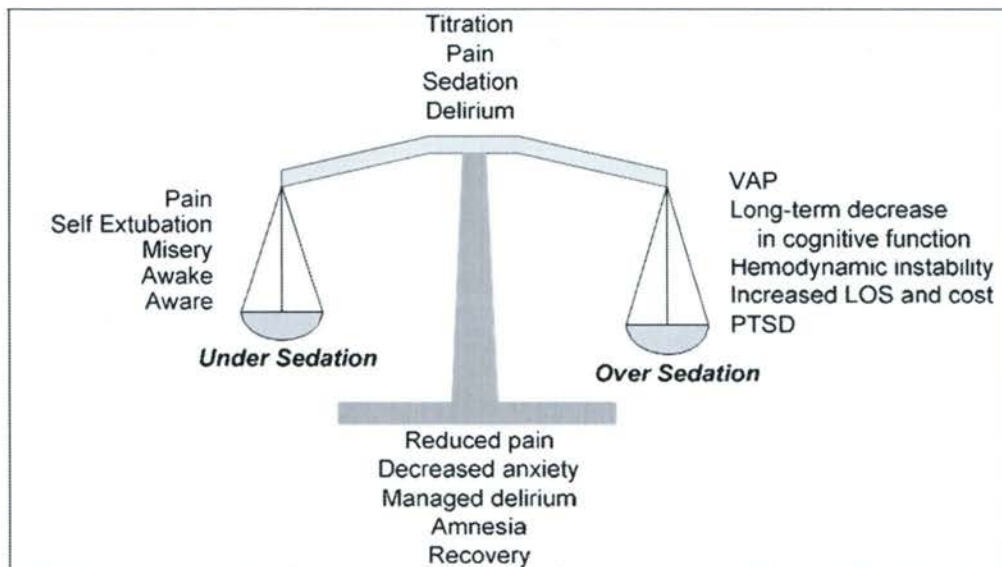 Titration
Pain
Sedation
Delirium
Pain
Self Extubation
Misery
Awake
Aware
Under Sedation
VAP
Long-term decrease
in cognitive function
Hemodynamic instability
Increased LOS and cost
PTSD
Over Sedation
Reduced pain
Decreased anxiety
Managed delirium
Amnesia
Recovery